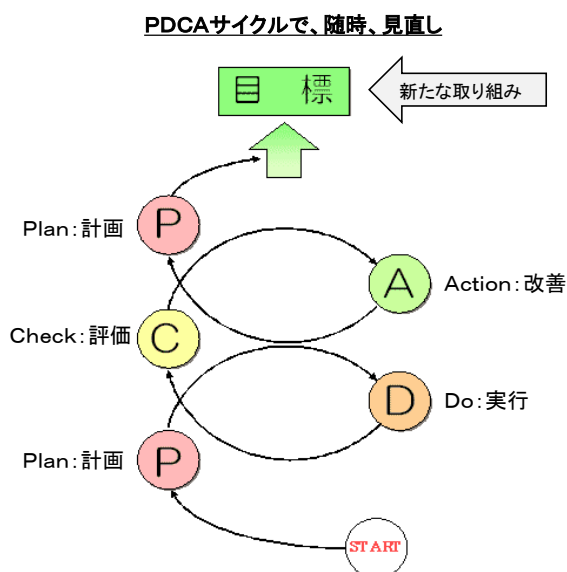 PDCAサイクルで、随時、見直し
目　標
新たな取り組み
P
Plan：計画
A
Action：改善
C
Check：評価
D
Do：実行
P
Plan：計画
START